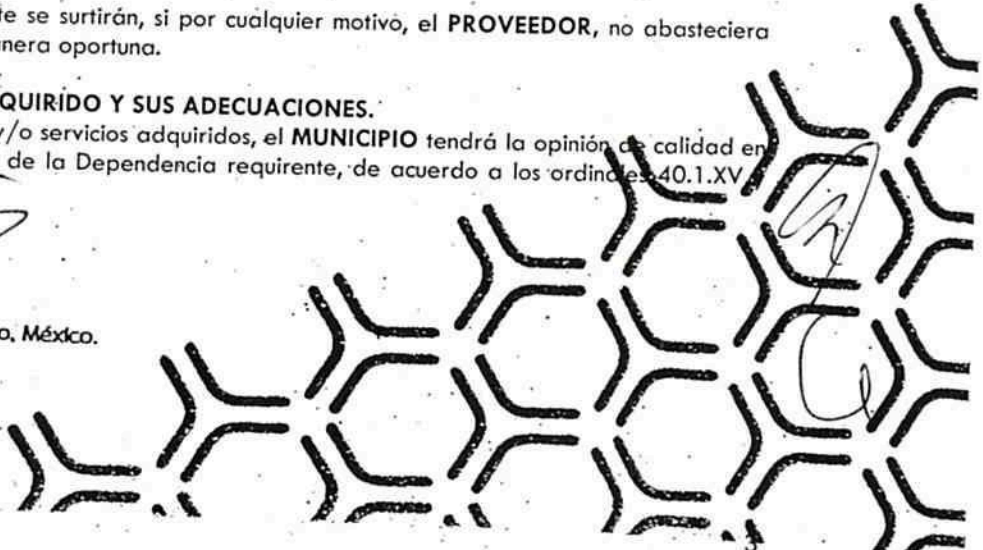 te se surtirán, si por cualquier motivo, el PROVEEDOR, no abasteciera
nera oportuna.
QUIRIDO Y SUS ADECUACIONES.
y/o servicios adquiridos, el MUNICIPIO tendrá la opinión de calidad en
de la Dependencia requirente, de acuerdo a los ordinales 40.1.XV
o, México.